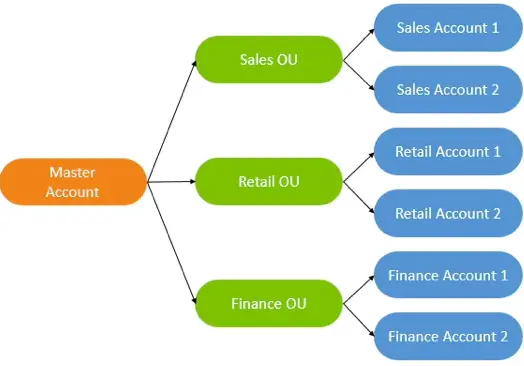 Master
Account
Sales OU
Sales Account 1
Sales Account 2
Retail OU
Retail Account 1
Retail Account 2
Finance OU
Finance Account 1
Finance Account 2